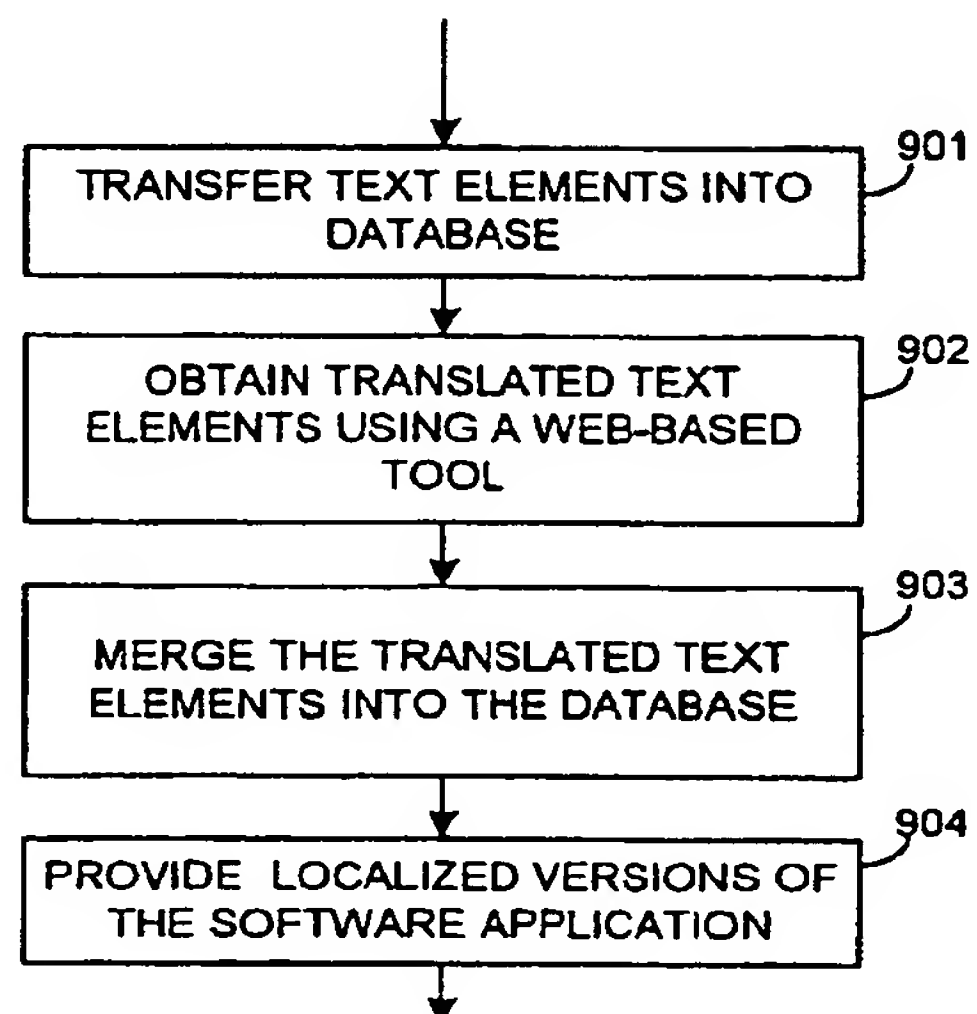 901
TRANSFER TEXT ELEMENTS INTO
DATABASE
902
OBTAIN TRANSLATED TEXT
ELEMENTS USING A WEB-BASED
TOOL
903
MERGE THE TRANSLATED TEXT
ELEMENTS INTO THE DATABASE
904
PROVIDE LOCALIZED VERSIONS OF
THE SOFTWARE APPLICATION